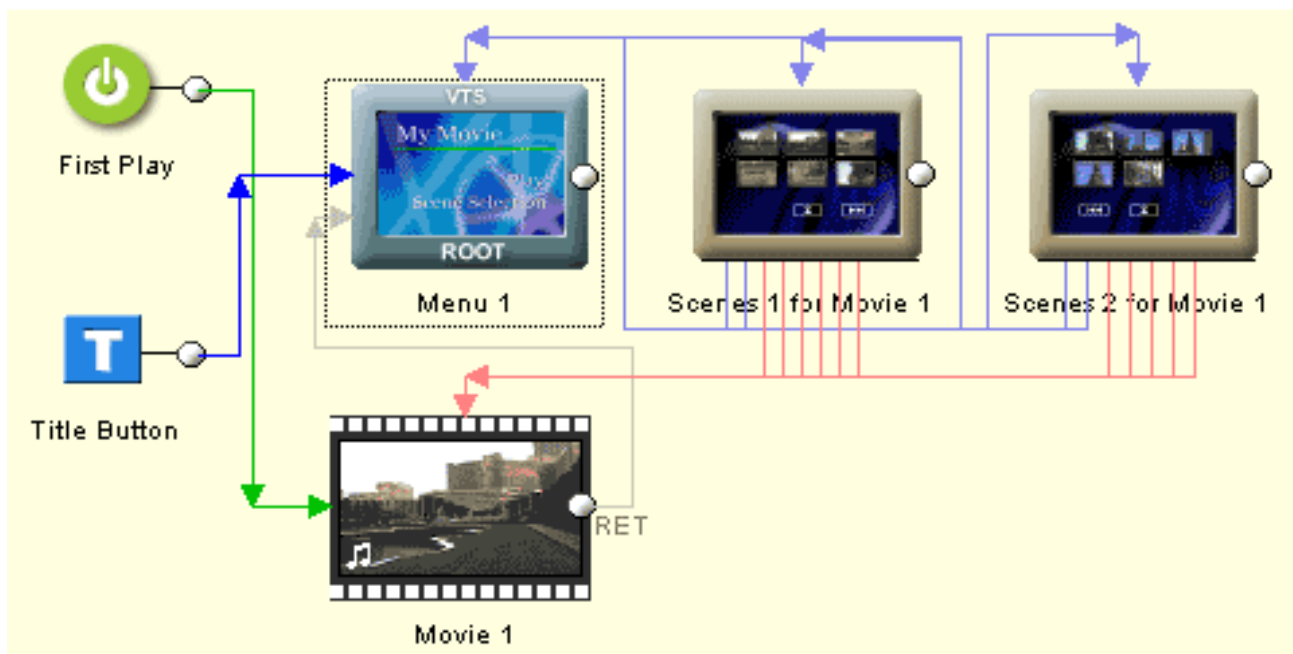 VTS
My Movie
Play
Scene Selection
ROOT
First Play
Menu 1
Scenes 1 for Movie 1
Scenes 2 for Movie 1
T
Title Button
RET
Movie 1